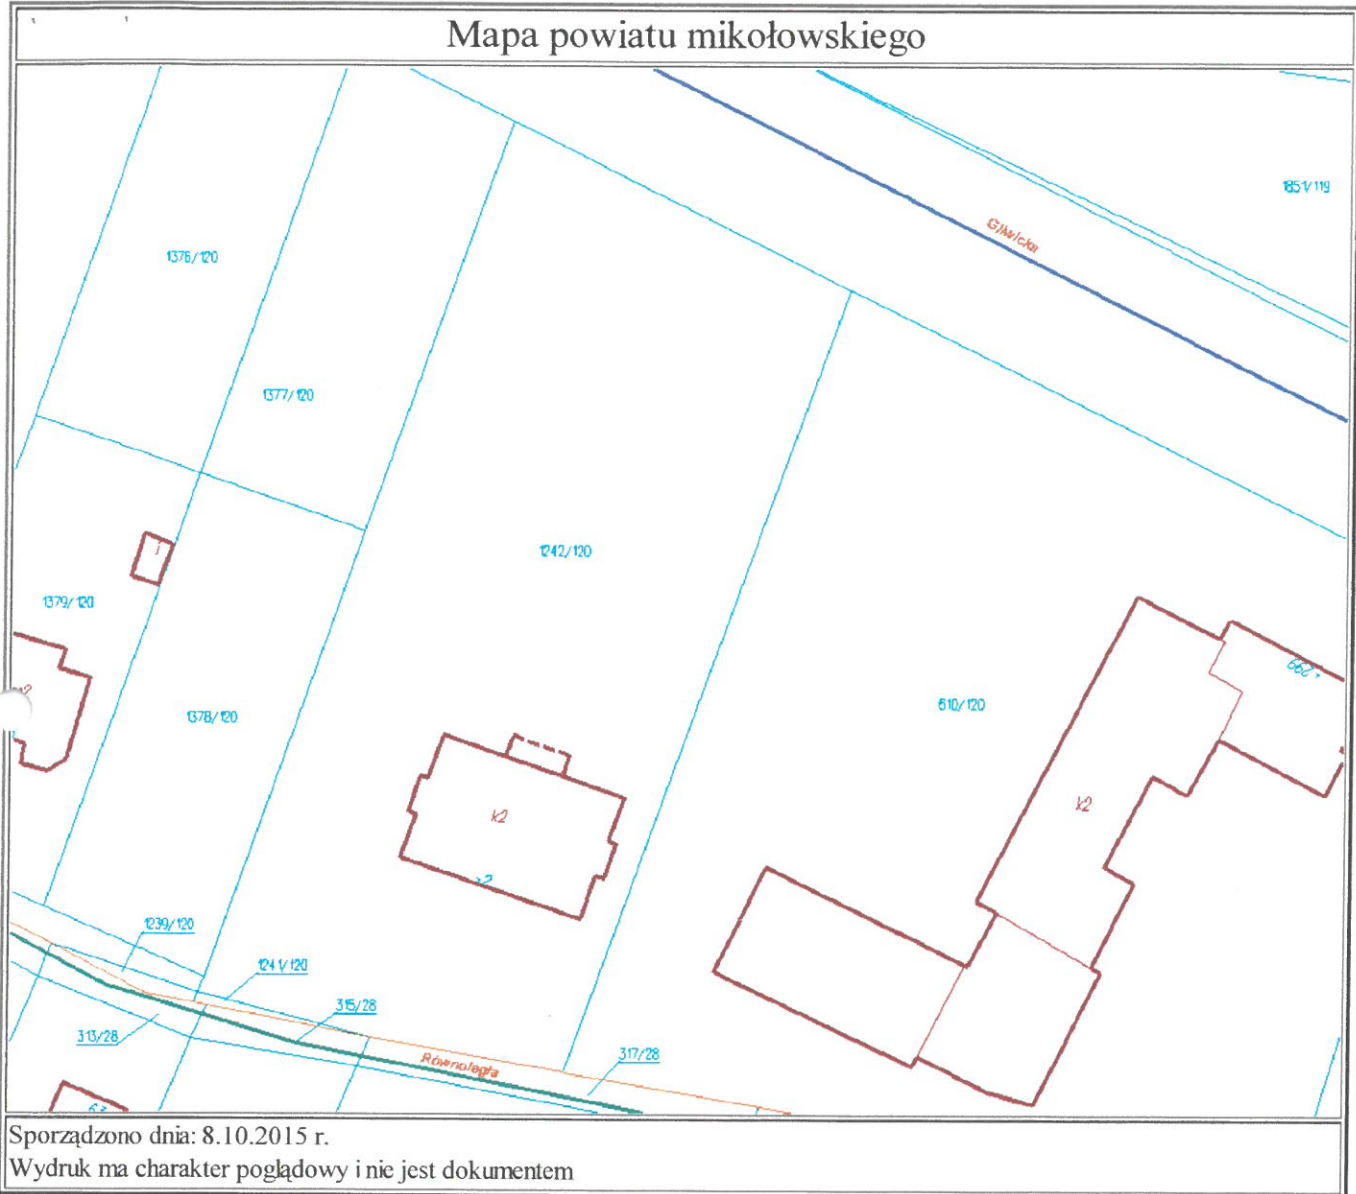 Mapa powiatu mikołowskiego
1851/119
Gliwicka
1376/120
1377/120
1242/120
1379/120
299
1378/120
610/120
k2
k2
1239/120
1241/120
315/28
313/28
317/28
Równoległa
63
Sporządzono dnia: 8.10.2015 r.
Wydruk ma charakter poglądowy i nie jest dokumentem